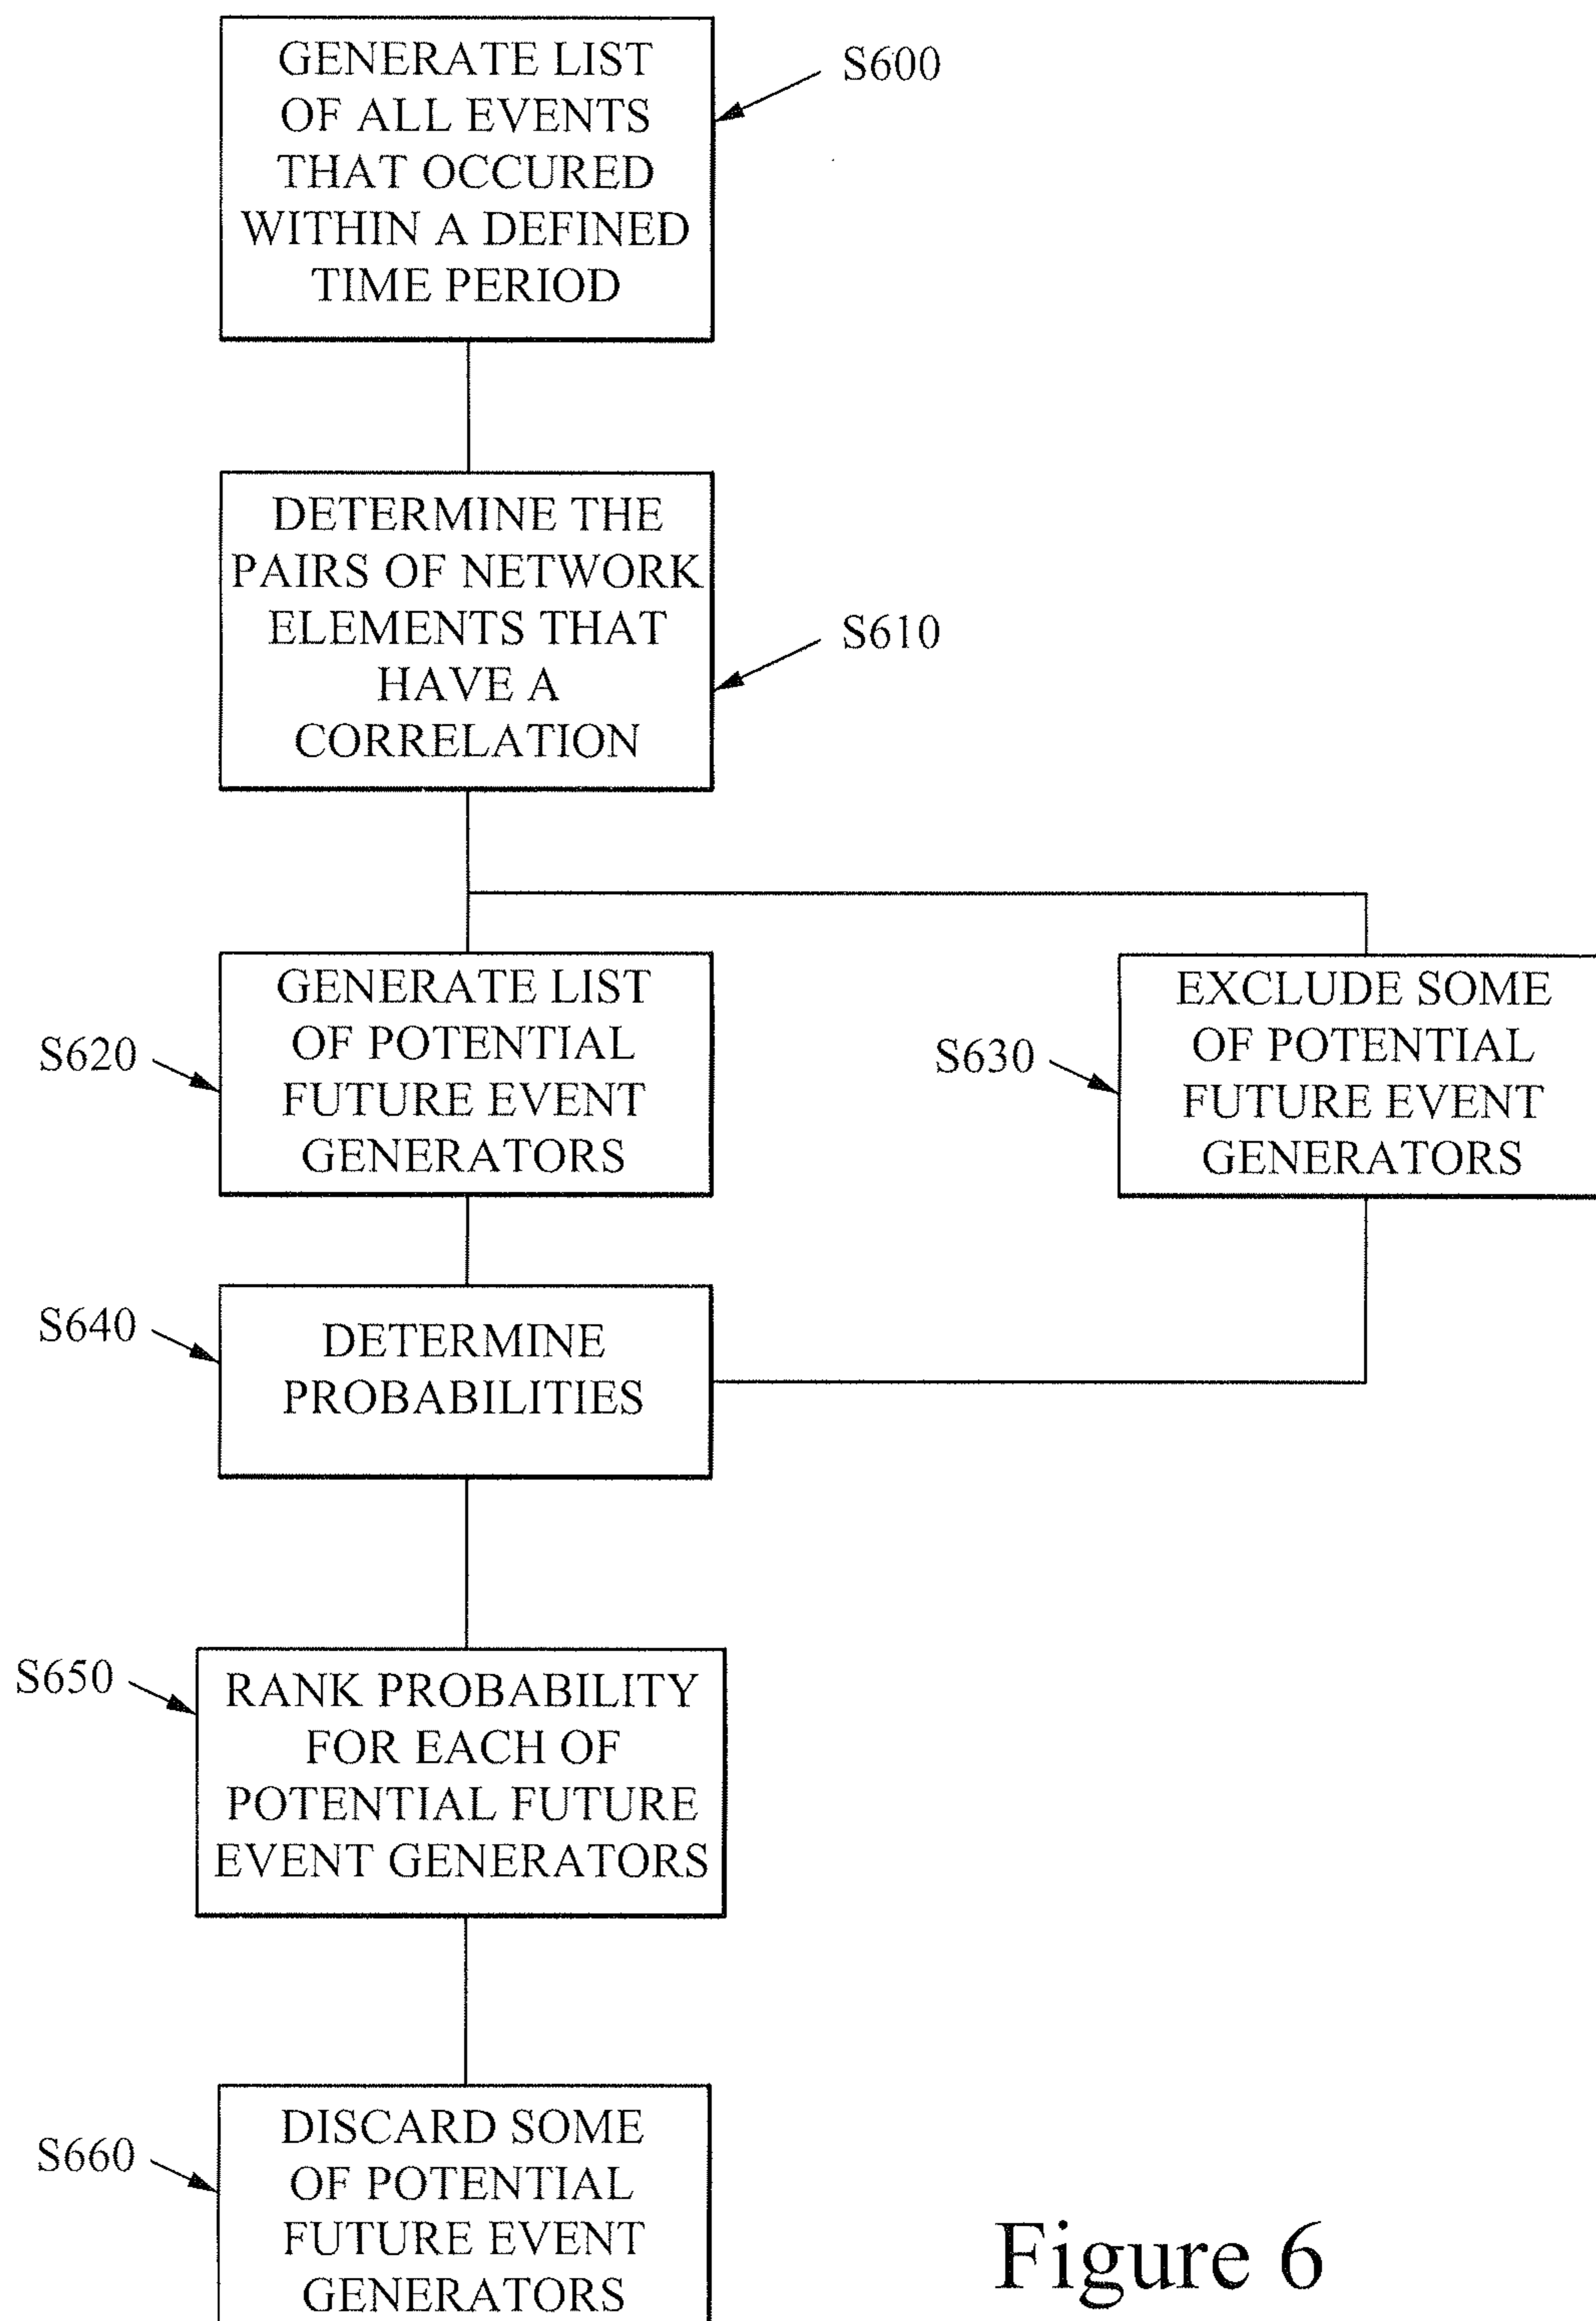 GENERATE LIST
OF ALL EVENTS
THAT OCCURED
WITHIN A DEFINED
TIME PERIOD
S600
DETERMINE THE
PAIRS OF NETWORK
ELEMENTS THAT
HAVE A
CORRELATION
S610
GENERATE LIST
OF POTENTIAL
FUTURE EVENT
GENERATORS
S620
EXCLUDE SOME
OF POTENTIAL
FUTURE EVENT
GENERATORS
S630
DETERMINE
PROBABILITIES
S640
RANK PROBABILITY
FOR EACH OF
POTENTIAL FUTURE
EVENT GENERATORS
S650
DISCARD SOME
OF POTENTIAL
FUTURE EVENT
GENERATORS
S660
Figure 6